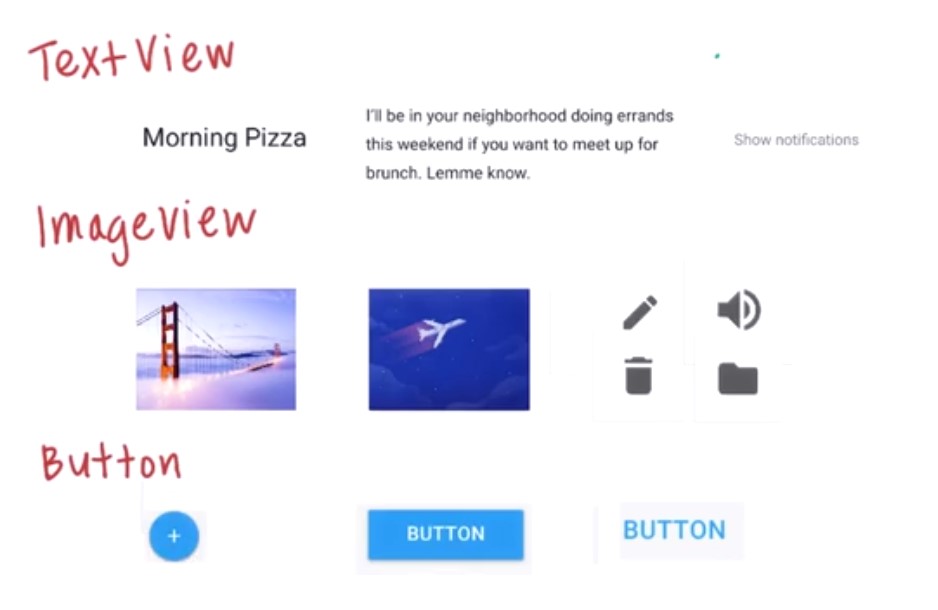 TextView
Morning Pizza
I'll be in your neighborhood doing errands
this weekend if you want to meet up for
brunch. Lemme know.
Show notifications
ImageView
Button
+
BUTTON
BUTTON